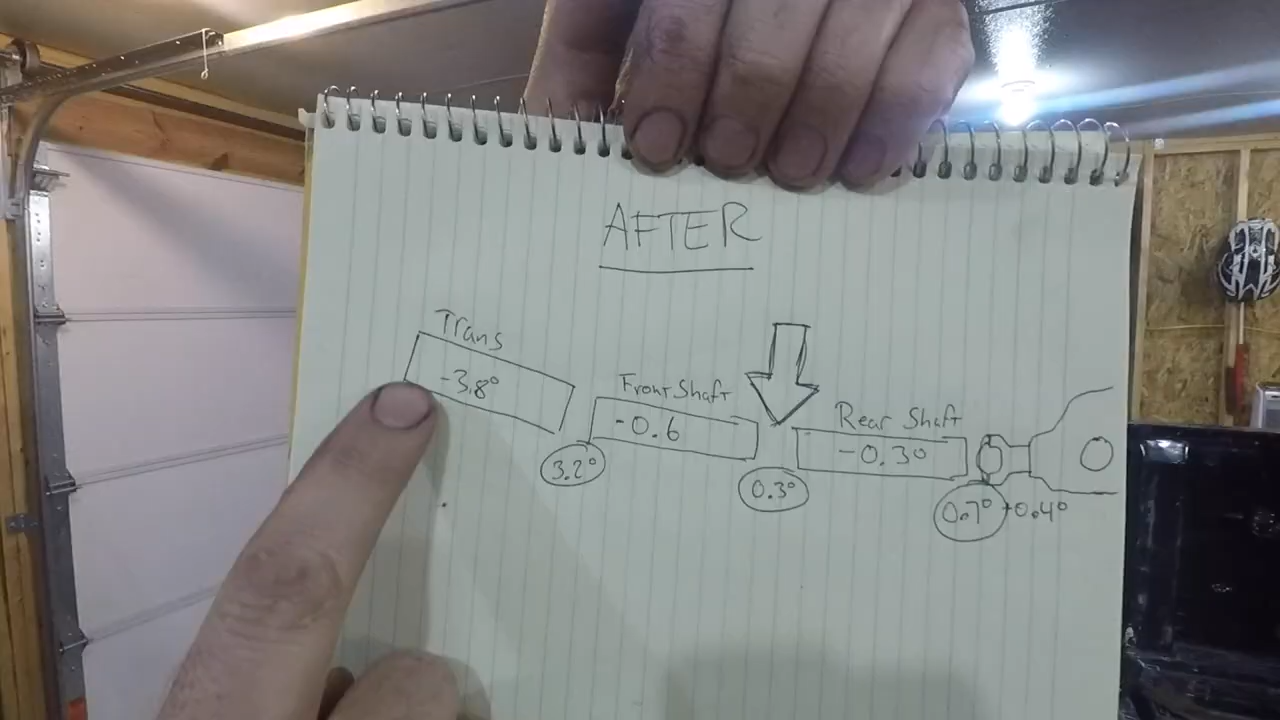 AFTER
Trans
-3.8°
Front Shaft
-0.6
Rear Shaft
-0.3°
3.2°
0.3°
0.7° +0.4°